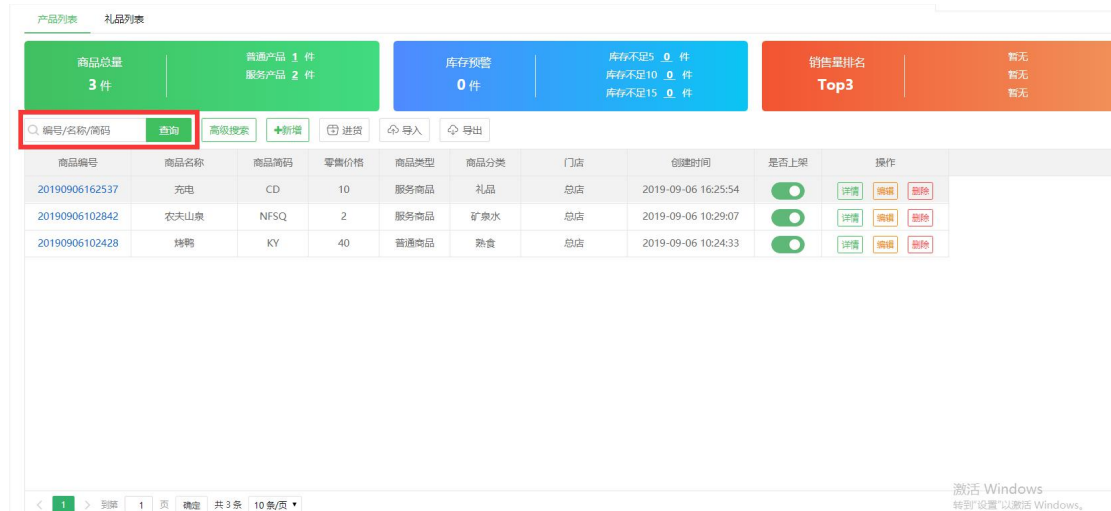 产品列表 礼品列表
商品总量
3 件
普通产品 1 件
服务产品 2 件
库存预警
0 件
库存不足5 0 件
库存不足10 0 件
库存不足15 0 件
销售量排名
Top3
暂无
暂无
暂无
编号/名称/简码 查询 高级搜索 +新增 进货 导入 导出
商品编号 商品名称 商品简码 零售价格 商品类型 商品分类 门店 创建时间 是否上架 操作
20190906162537 充电 CD 10 服务商品 礼品 总店 2019-09-06 16:25:54 详情 编辑 删除
20190906102842 农夫山泉 NFSQ 2 服务商品 矿泉水 总店 2019-09-06 10:29:07 详情 编辑 删除
20190906102428 烤鸭 KY 40 普通商品 熟食 总店 2019-09-06 10:24:33 详情 编辑 删除
< 1 > 到第 1 页 确定 共 3 条 10 条/页
激活 Windows
转到"设置"以激活 Windows。